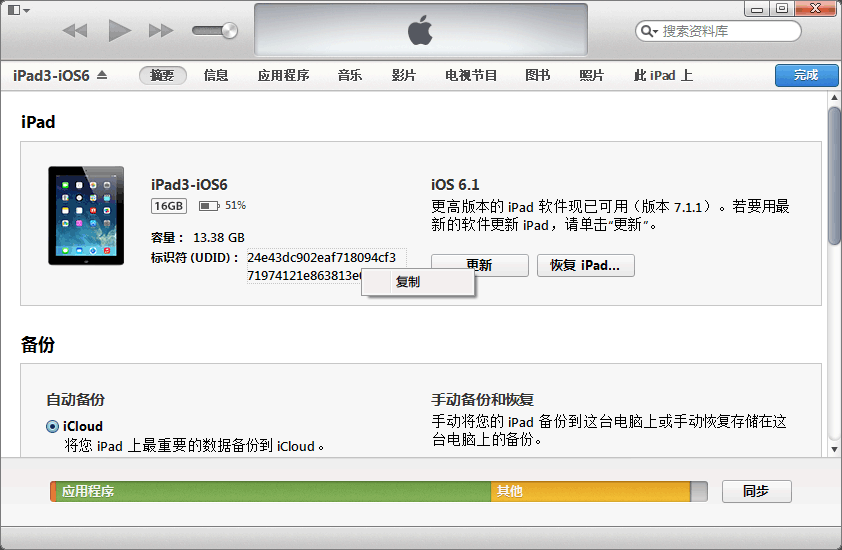 搜索资料库
iPad3-iOS6 摘要 信息 应用程序 音乐 影片 电视节目 图书 照片 此 iPad 上 完成
iPad
iPad3-iOS6
16GB 51%
容量： 13.38 GB
标识符 (UDID)： 24e43dc902eaf718094cf3
71974121e863813e
复制
iOS 6.1
更高版本的 iPad 软件现已可用（版本 7.1.1）。若要用最
新的软件更新 iPad，请单击“更新”。
更新 恢复 iPad...
备份
自动备份
iCloud
将您 iPad 上最重要的数据备份到 iCloud。
手动备份和恢复
手动将您的 iPad 备份到这台电脑上或手动恢复存储在这
台电脑上的备份。
应用程序 其他 同步